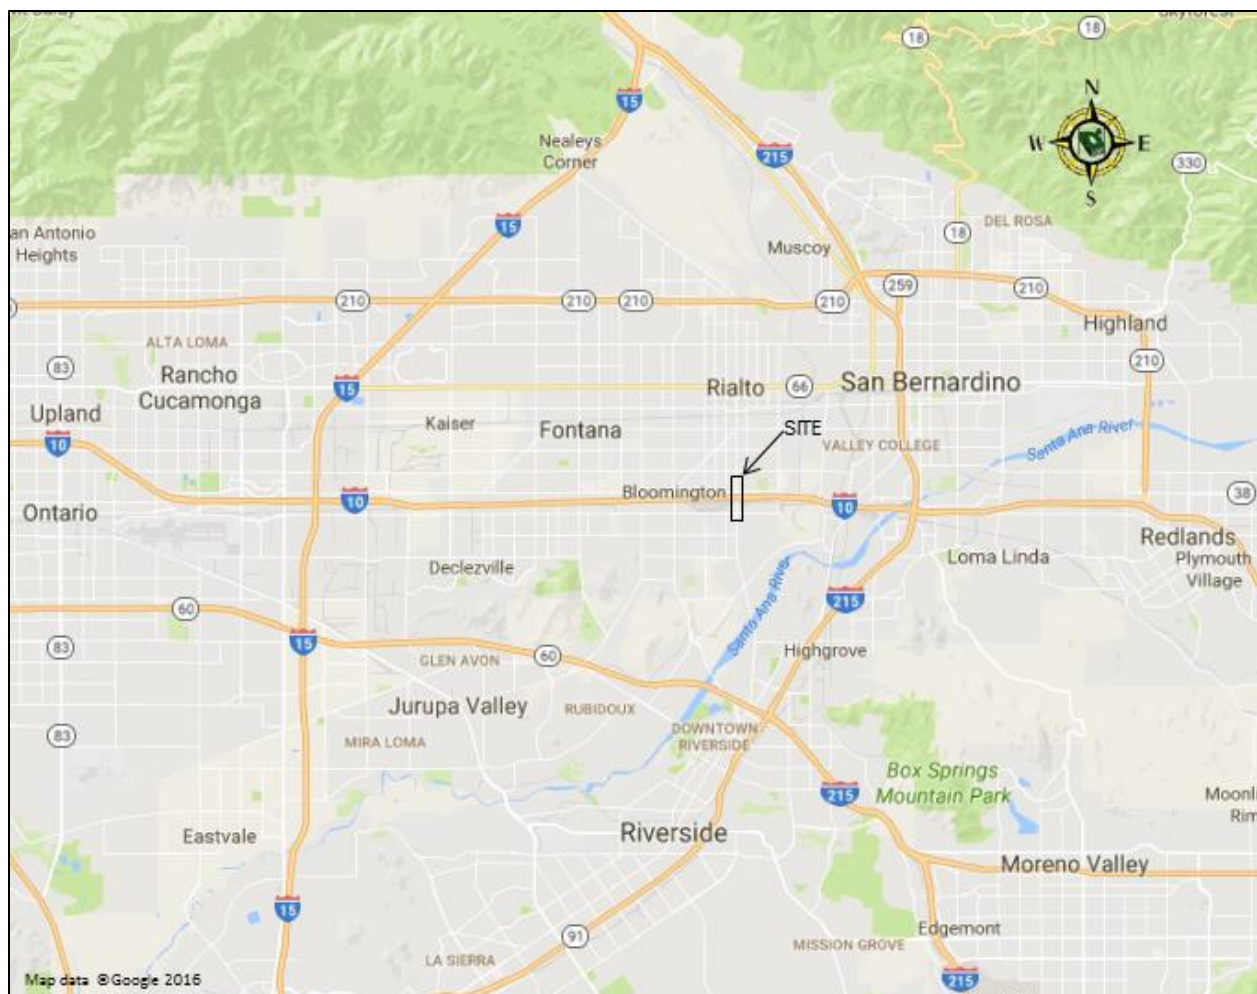 18
18
15
N
W E
S
Nealeys
Corner
215
330
15
18
DEL ROSA
an Antonio
Heights
Muscoy
259
210
210
210
210
210
Highland
ALTA LOMA
83
210
Rancho
Cucamonga
15
Rialto
66
San Bernardino
Upland
Kaiser
Fontana
SITE
Santa Ana River
10
VALLEY COLLEGE
Bloomington
10
10
38
Ontario
Redlands
Loma Linda
Plymouth
Village
Declezville
Santa Ana River
60
215
15
83
GLEN AVON
60
Highgrove
Jurupa Valley
RUBIDOUX
83
MIRA LOMA
DOWNTOWN
RIVERSIDE
Box Springs
Mountain Park
215
Moonli
Rim
Eastvale
Riverside
Moreno Valley
15
91
Edgemont
MISSION GROVE
LA SIERRA
215
Map data ©Google 2016